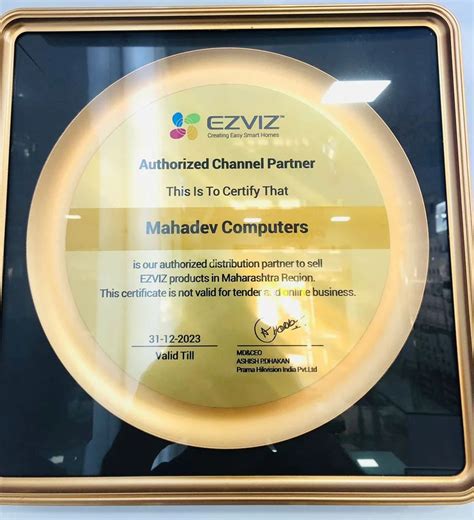 EZVIZ™
Creating Easy Smart Homes
Authorized Channel Partner
This Is To Certify That
Mahadev Computers
is our authorized distribution partner to sell
EZVIZ products in Maharashtra Region.
This certificate is not valid for tender and online business.
31-12-2023
Valid Till
MD&CEO
ASHISH P.DHAKAN
Prama Hikvision India Pvt.Ltd